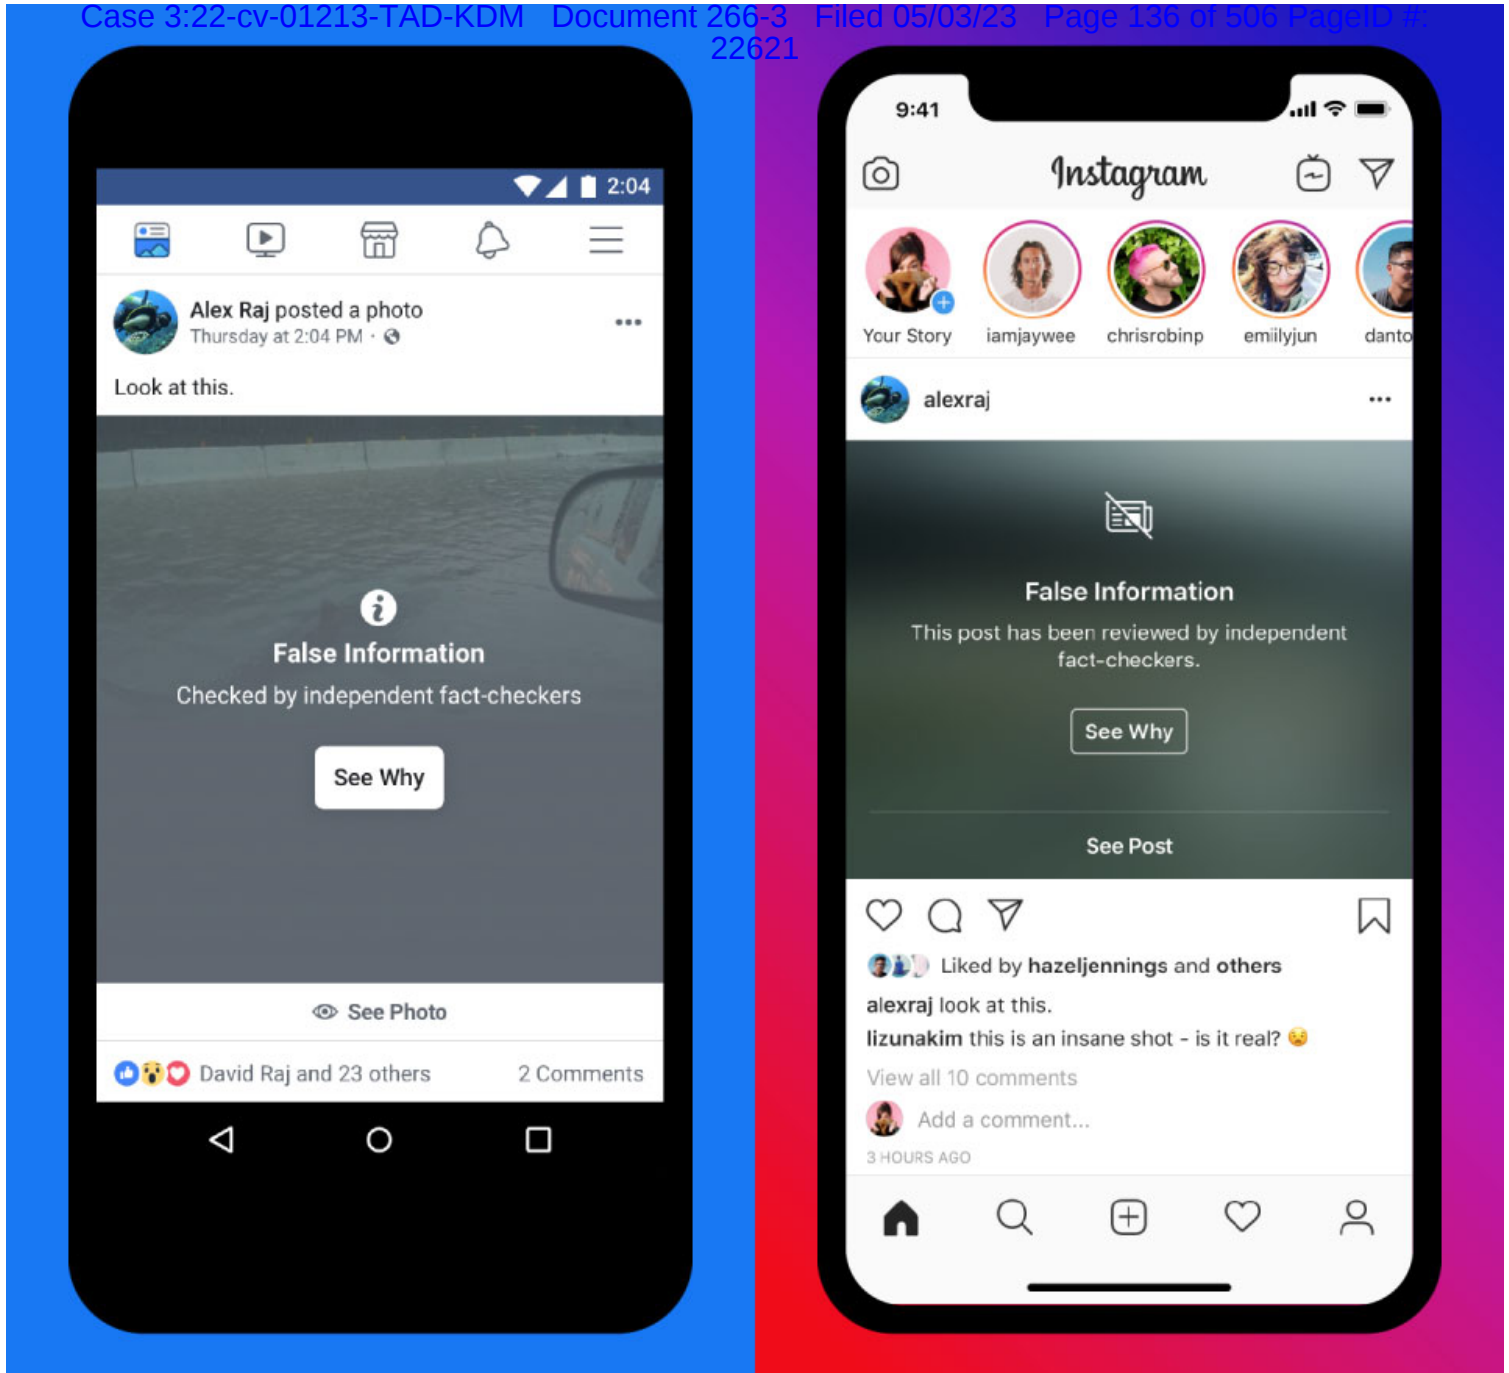 Case 3:22-cv-01213-TAD-KDM Document 266-3 Filed 05/03/23 Page 136 of 506 PageID #:
22621
2:04
Alex Raj posted a photo
Thursday at 2:04 PM ·
Look at this.
False Information
Checked by independent fact-checkers
See Why
See Photo
David Raj and 23 others 2 Comments
9:41
Instagram
Your Story iamjaywee chrisrobinp emiilyjun danto
alexraj
False Information
This post has been reviewed by independent
fact-checkers.
See Why
See Post
Liked by hazeljennings and others
alexraj look at this.
lizunakim this is an insane shot - is it real? 😟
View all 10 comments
Add a comment...
3 HOURS AGO